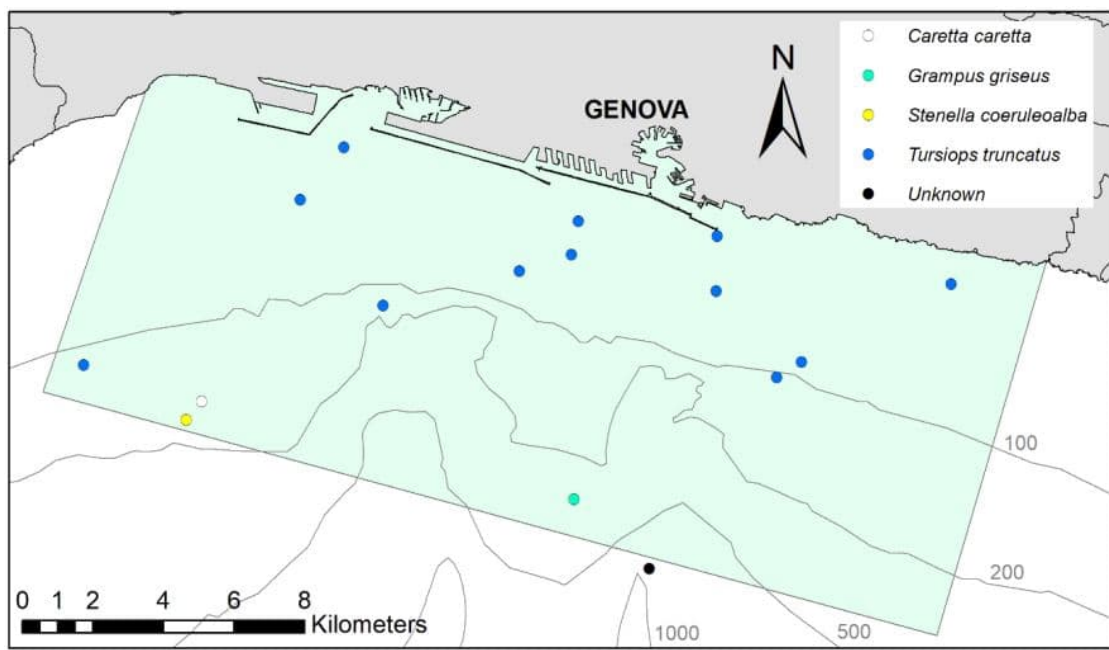 N
GENOVA
Caretta caretta
Grampus griseus
Stenella coeruleoalba
Tursiops truncatus
Unknown
100
200
500
1000
0 1 2 4 6 8
Kilometers